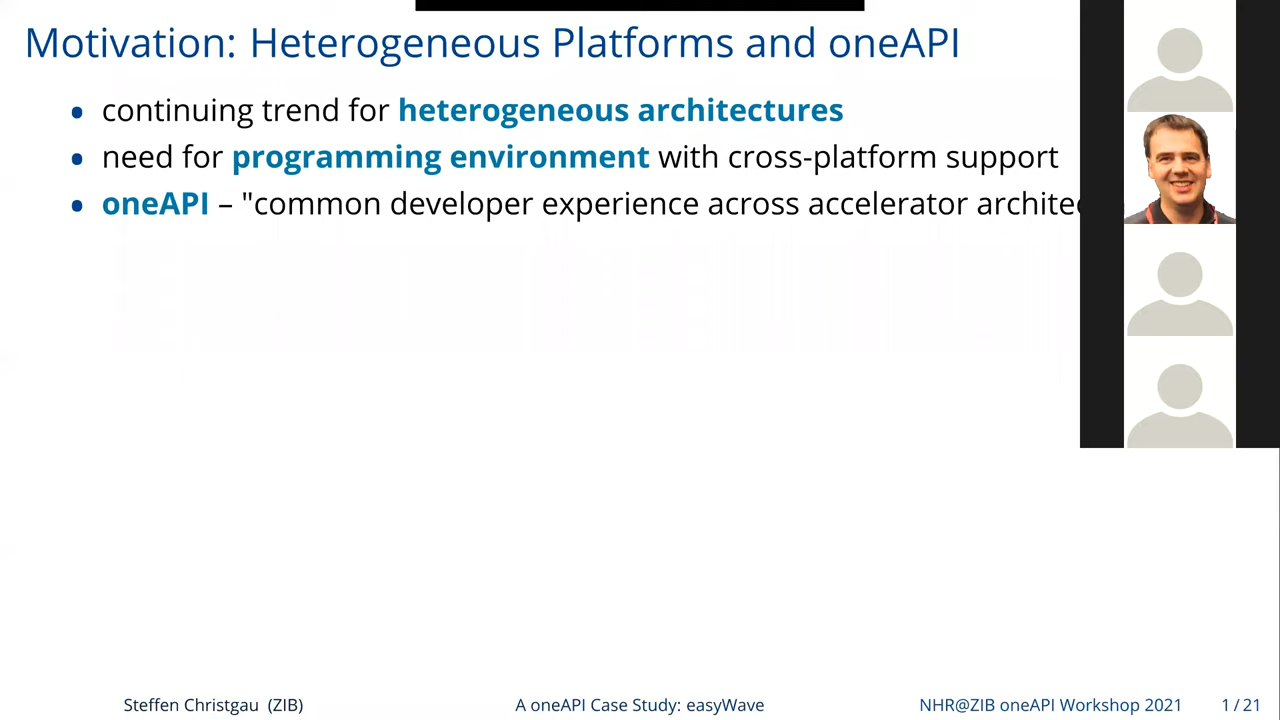 Motivation: Heterogeneous Platforms and oneAPI
• continuing trend for heterogeneous architectures
• need for programming environment with cross-platform support
• oneAPI – "common developer experience across accelerator
Steffen Christgau (ZIB) A oneAPI Case Study: easyWave NHR@ZIB oneAPI Workshop 2021 1 / 21